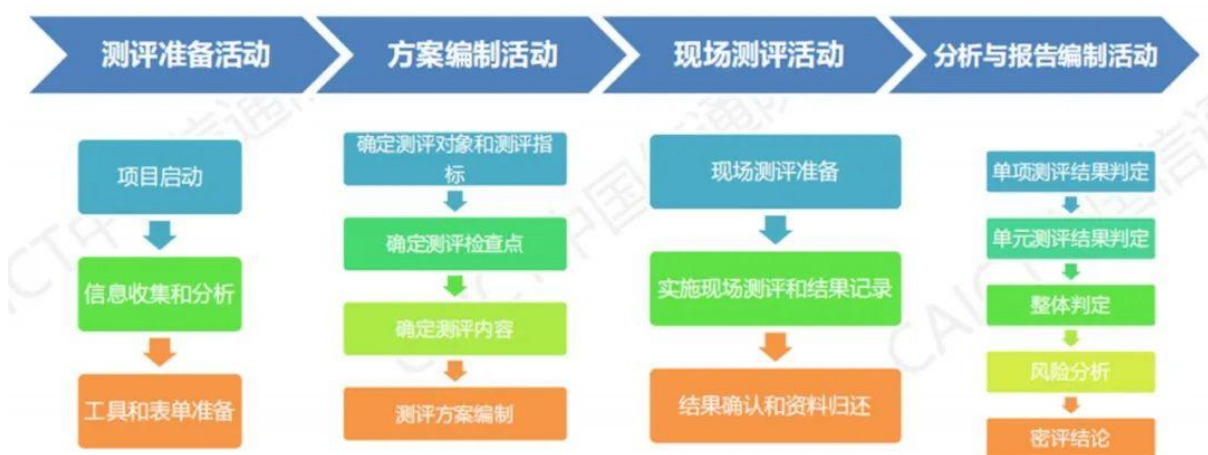 测评准备活动
方案编制活动
现场测评活动
分析与报告编制活动
项目启动
信息收集和分析
工具和表单准备
确定测评对象和测评指
标
确定测评检查点
确定测评内容
测评方案编制
现场测评准备
实施现场测评和结果记录
结果确认和资料归还
单项测评结果判定
单元测评结果判定
整体判定
风险分析
密评结论